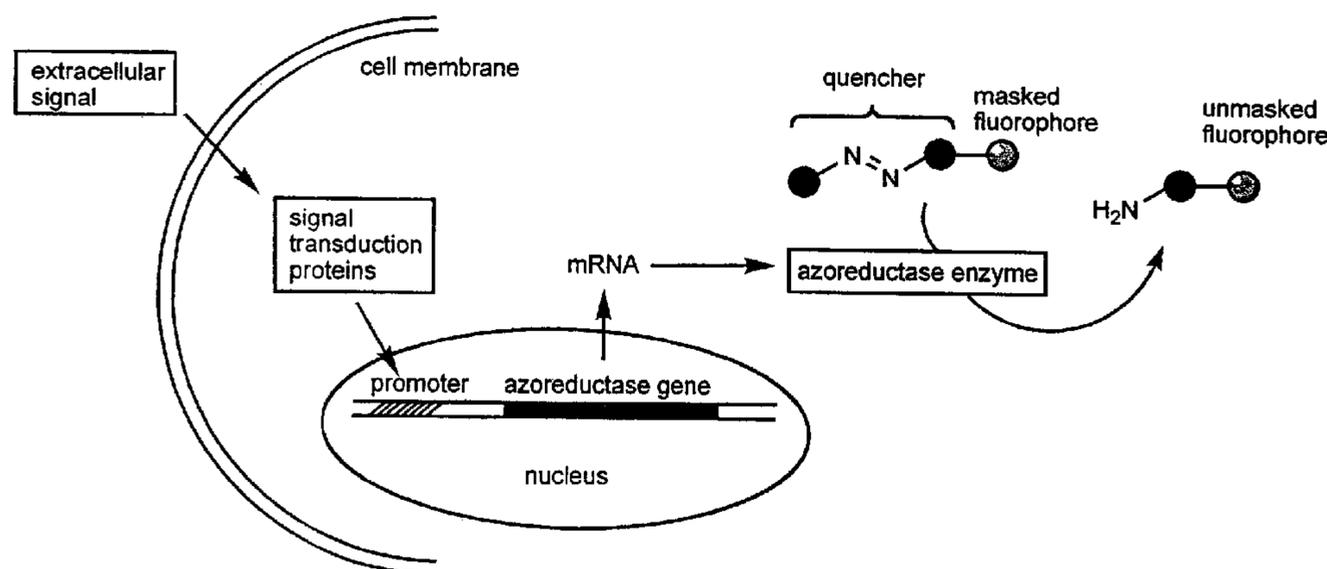 extracellular
signal
cell membrane
quencher
masked
fluorophore
unmasked
fluorophore
N
N
H2N
signal
transduction
proteins
mRNA
azoreductase enzyme
promoter
azoreductase gene
nucleus